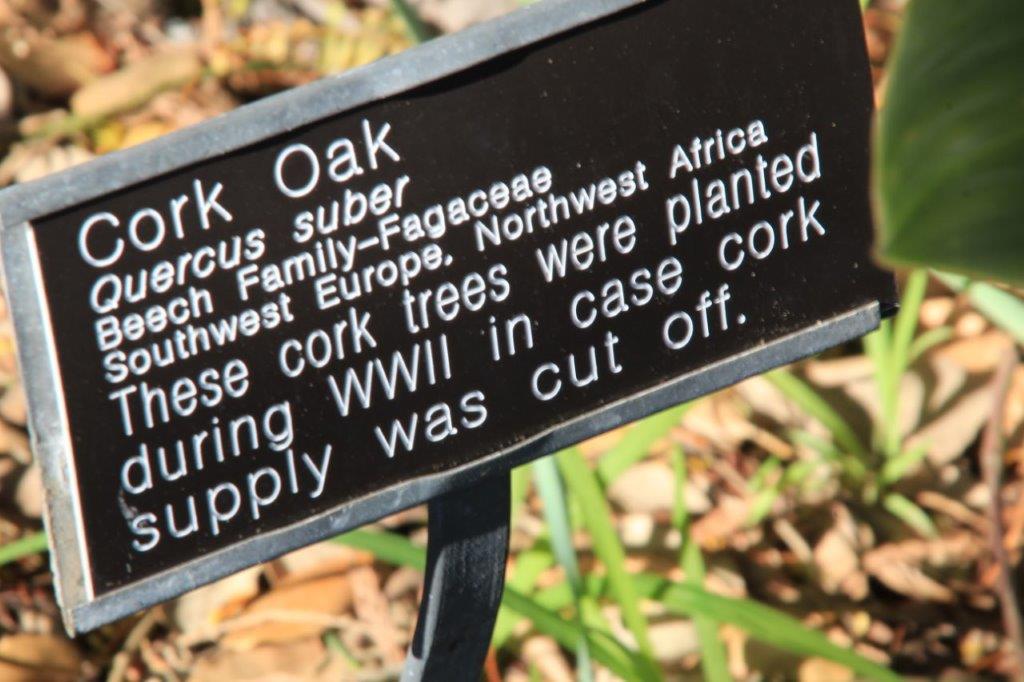 Cork Oak
Quercus suber
Beech Family-Fagaceae
Southwest Europe. Northwest Africa
These cork trees were planted
during WWII in case cork
supply was cut off.